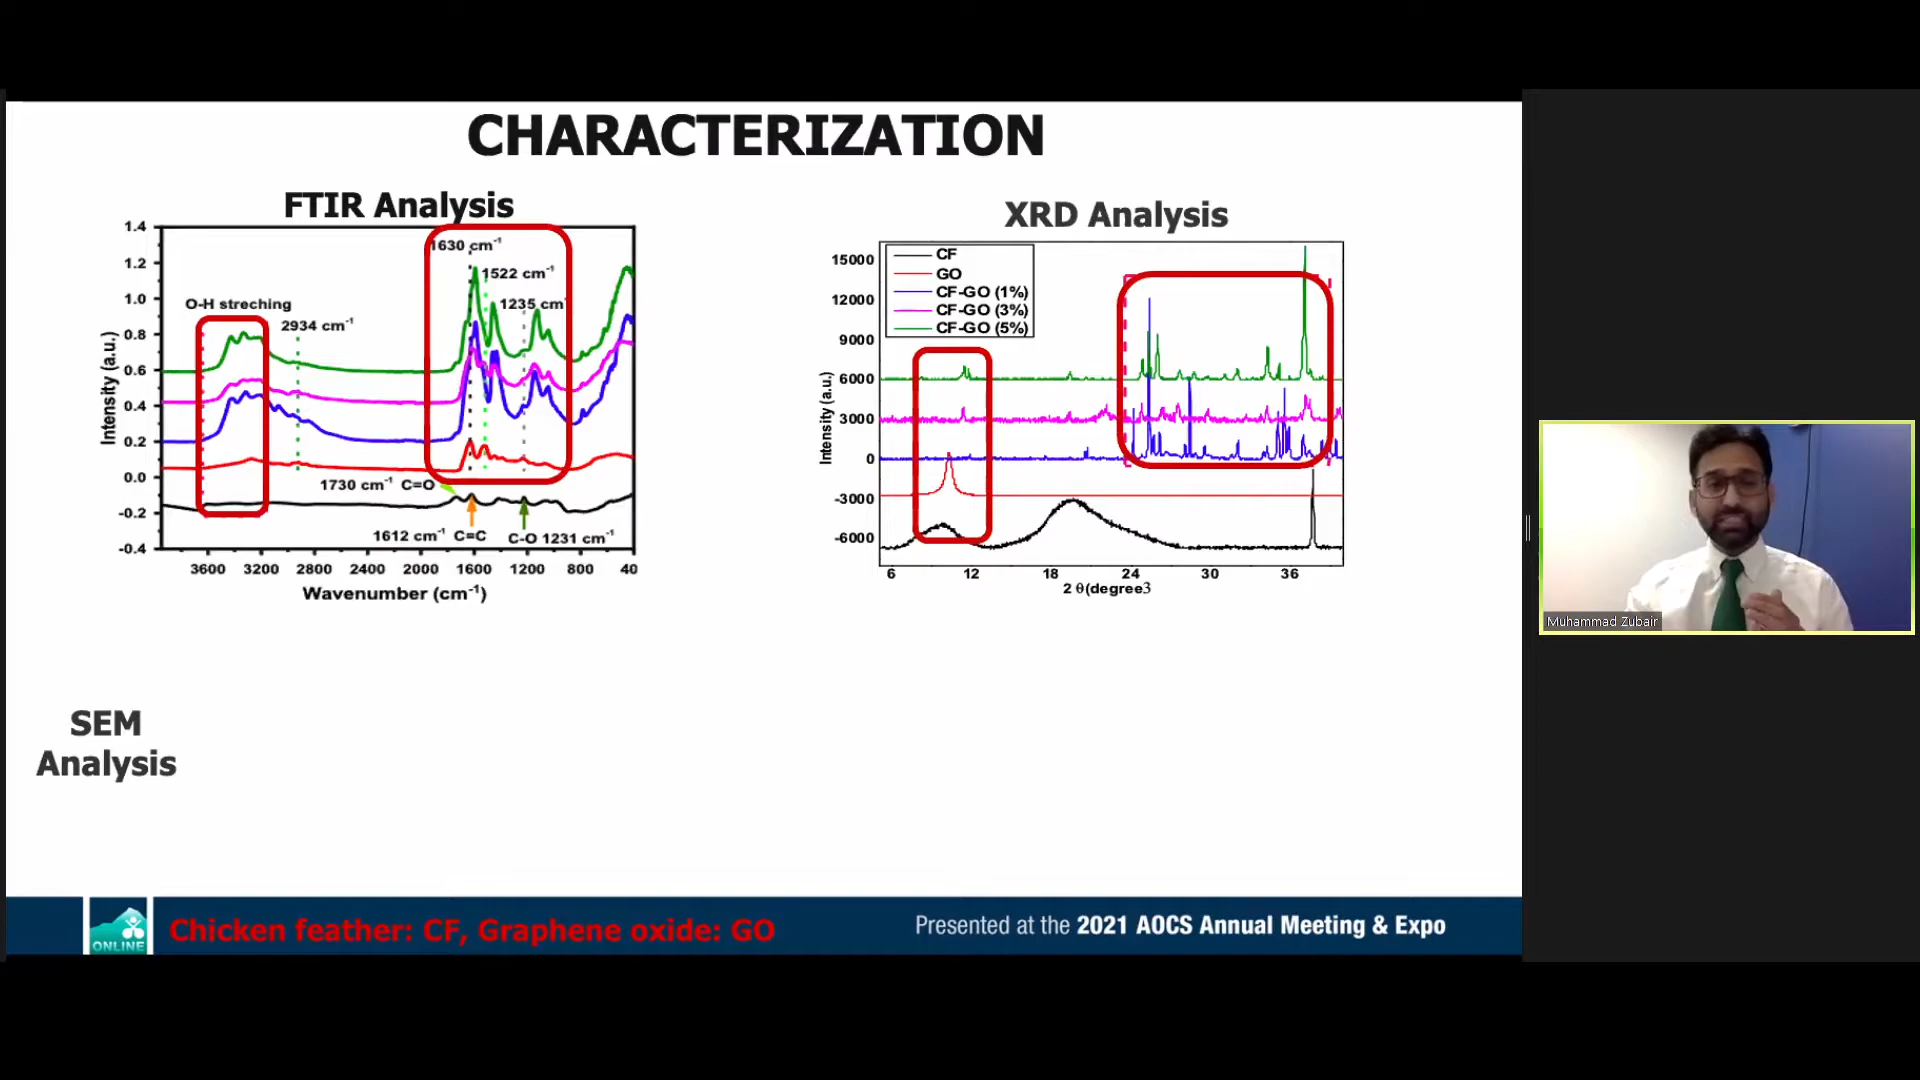 CHARACTERIZATION
FTIR Analysis
1.4
1.2
1.0
0.8
0.6
0.4
0.2
0.0
-0.2
-0.4
Intensity (a.u.)
1630 cm-1
1522 cm-1
1235 cm-
O-H streching
2934 cm-1
1730 cm-1 C=O
1612 cm-1 C=C
C-O 1231 cm-1
3600 3200 2800 2400 2000 1600 1200 800 40
Wavenumber (cm-1)
XRD Analysis
CF
GO
CF-GO (1%)
CF-GO (3%)
CF-GO (5%)
15000
12000
9000
6000
3000
0
-3000
-6000
Intensity (a.u.)
6 12 18 24 30 36
2 θ(degree3
SEM
Analysis
Muhammad Zubair
ONLINE
Chicken feather: CF, Graphene oxide: GO
Presented at the 2021 AOCS Annual Meeting & Expo